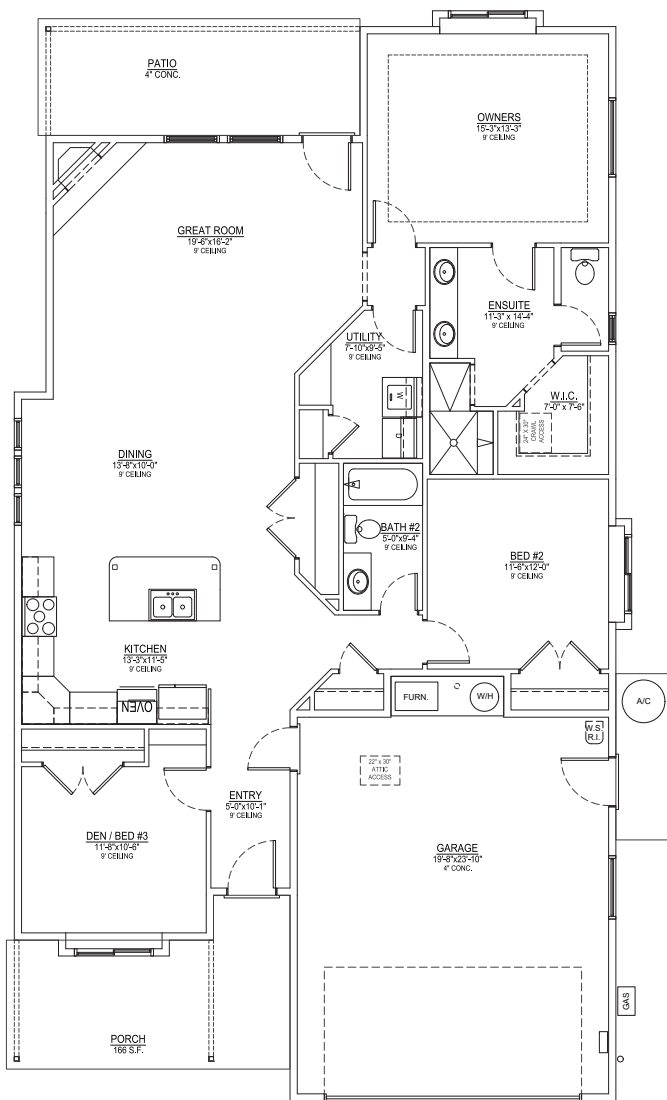 PATIO
4" CONC.
OWNERS
15'-3"x13'-3"
9' CEILING
GREAT ROOM
19'-6"x16'-2"
9' CEILING
ENSUITE
11'-3" x 14'-4"
9' CEILING
UTILITY
7'-10"x9'-5"
9' CEILING
W
D
W.I.C.
7'-0" x 7'-6"
24" X 30"
CRAWL
ACCESS
DINING
13'-8"x10'-0"
9' CEILING
BATH #2
5'-0"x9'-4"
9' CEILING
BED #2
11'-6"x12'-0"
9' CEILING
KITCHEN
13'-3"x11'-5"
9' CEILING
OVEN
FURN.
W/H
A/C
W.S.
R.I.
22" x 30"
ATTIC
ACCESS
ENTRY
5'-0"x10'-1"
9' CEILING
DEN / BED #3
11'-8"x10'-6"
9' CEILING
GARAGE
19'-8"x23'-10"
4" CONC.
GAS
PORCH
166 S.F.